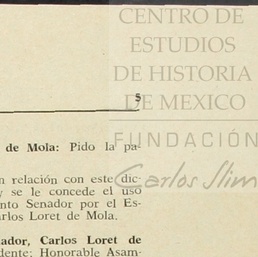 CENTRO DE
ESTUDIOS
DE HISTORIA
DE MEXICO
FUNDACIÓN
Carlos Slim
5
de Mola: Pido la pa-
n relación con este dic-
y se le concede el uso
nto Senador por el Es-
arlos Loret de Mola.
ador, Carlos Loret de
dente: Honorable Asam-